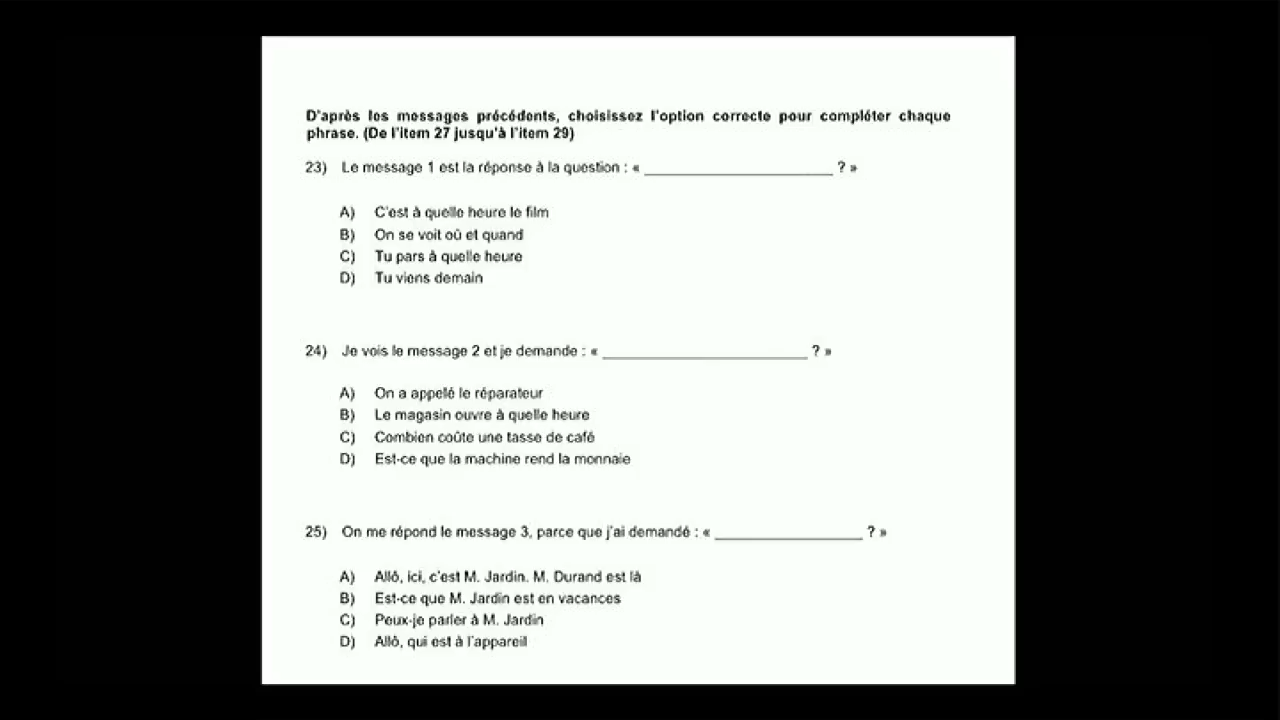 D'après les messages précédents, choisissez l'option correcte pour compléter chaque
phrase. (De l'item 27 jusqu'à l'item 29)
23) Le message 1 est la réponse à la question : « ______________________ ? »
A) C'est à quelle heure le film
B) On se voit où et quand
C) Tu pars à quelle heure
D) Tu viens demain
24) Je vois le message 2 et je demande : « ________________________ ? »
A) On a appelé le réparateur
B) Le magasin ouvre à quelle heure
C) Combien coûte une tasse de café
D) Est-ce que la machine rend la monnaie
25) On me répond le message 3, parce que j'ai demandé : « _________________ ? »
A) Allô, ici, c'est M. Jardin. M. Durand est là
B) Est-ce que M. Jardin est en vacances
C) Peux-je parler à M. Jardin
D) Allô, qui est à l'appareil